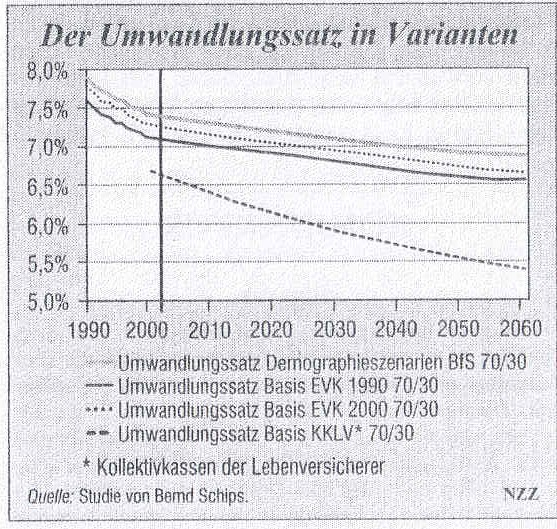 Der Umwandlungssatz in Varianten
8,0%
7,5%
7,0%
6,5%
6,0%
5,5%
5,0%
1990 2000 2010 2020 2030 2040 2050 2060
Umwandlungssatz Demographieszenarien BfS 70/30
Umwandlungssatz Basis EVK 1990 70/30
Umwandlungssatz Basis EVK 2000 70/30
Umwandlungssatz Basis KKLV* 70/30
* Kollektivkassen der Lebenversicherer
Quelle: Studie von Bernd Schips. NZZ